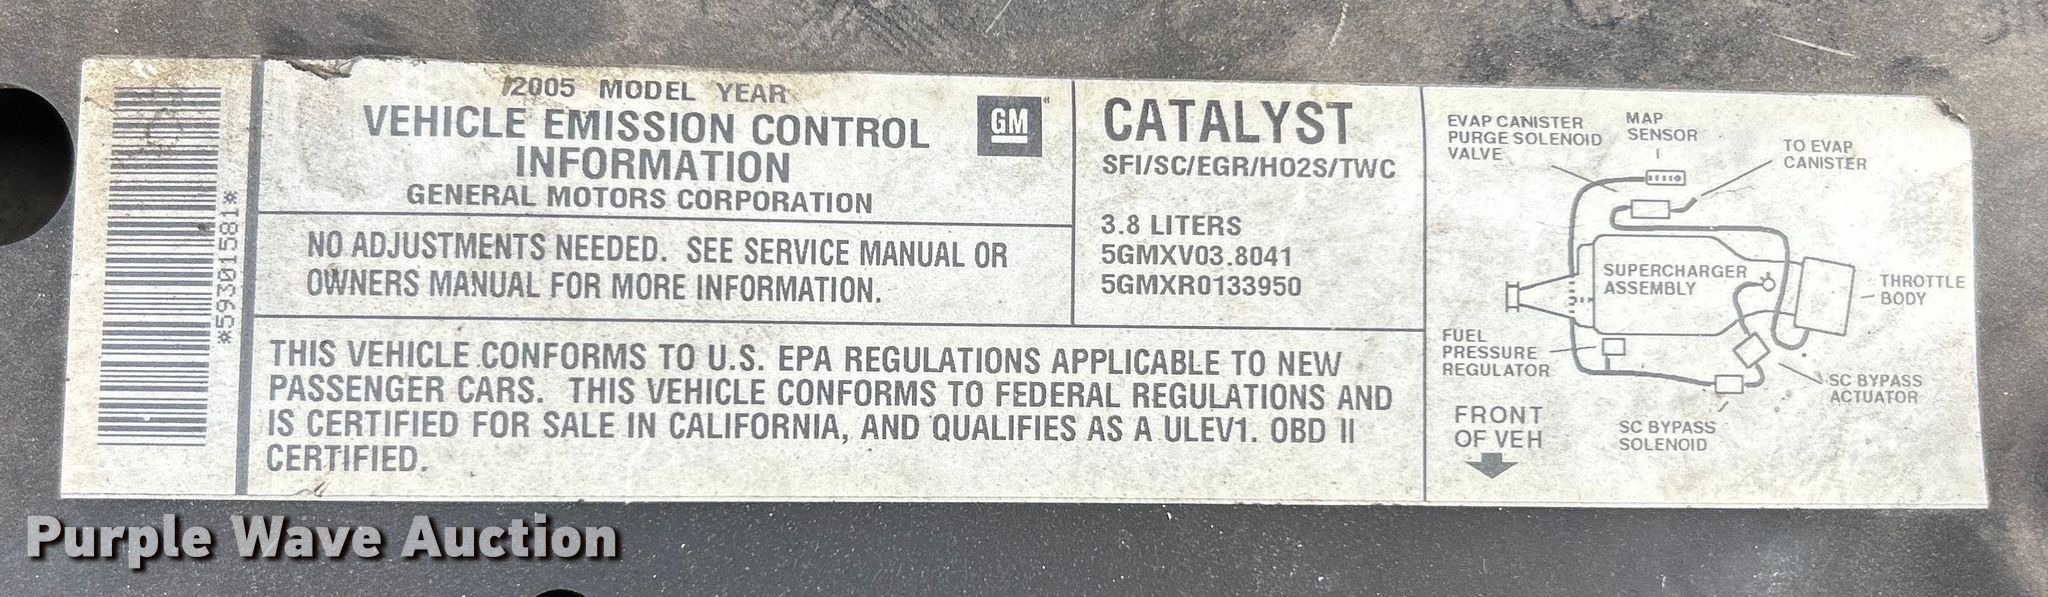 *59301581*
2005 MODEL YEAR
VEHICLE EMISSION CONTROL
INFORMATION
GENERAL MOTORS CORPORATION
GM
NO ADJUSTMENTS NEEDED. SEE SERVICE MANUAL OR
OWNERS MANUAL FOR MORE INFORMATION.
CATALYST
SFI/SC/EGR/HO2S/TWC
3.8 LITERS
5GMXV03.8041
5GMXR0133950
THIS VEHICLE CONFORMS TO U.S. EPA REGULATIONS APPLICABLE TO NEW
PASSENGER CARS. THIS VEHICLE CONFORMS TO FEDERAL REGULATIONS AND
IS CERTIFIED FOR SALE IN CALIFORNIA, AND QUALIFIES AS A ULEV1. OBD II
CERTIFIED.
EVAP CANISTER
PURGE SOLENOID
VALVE
MAP
SENSOR
TO EVAP
CANISTER
SUPERCHARGER
ASSEMBLY
THROTTLE
BODY
FUEL
PRESSURE
REGULATOR
SC BYPASS
ACTUATOR
SC BYPASS
SOLENOID
FRONT
OF VEH
Purple Wave Auction